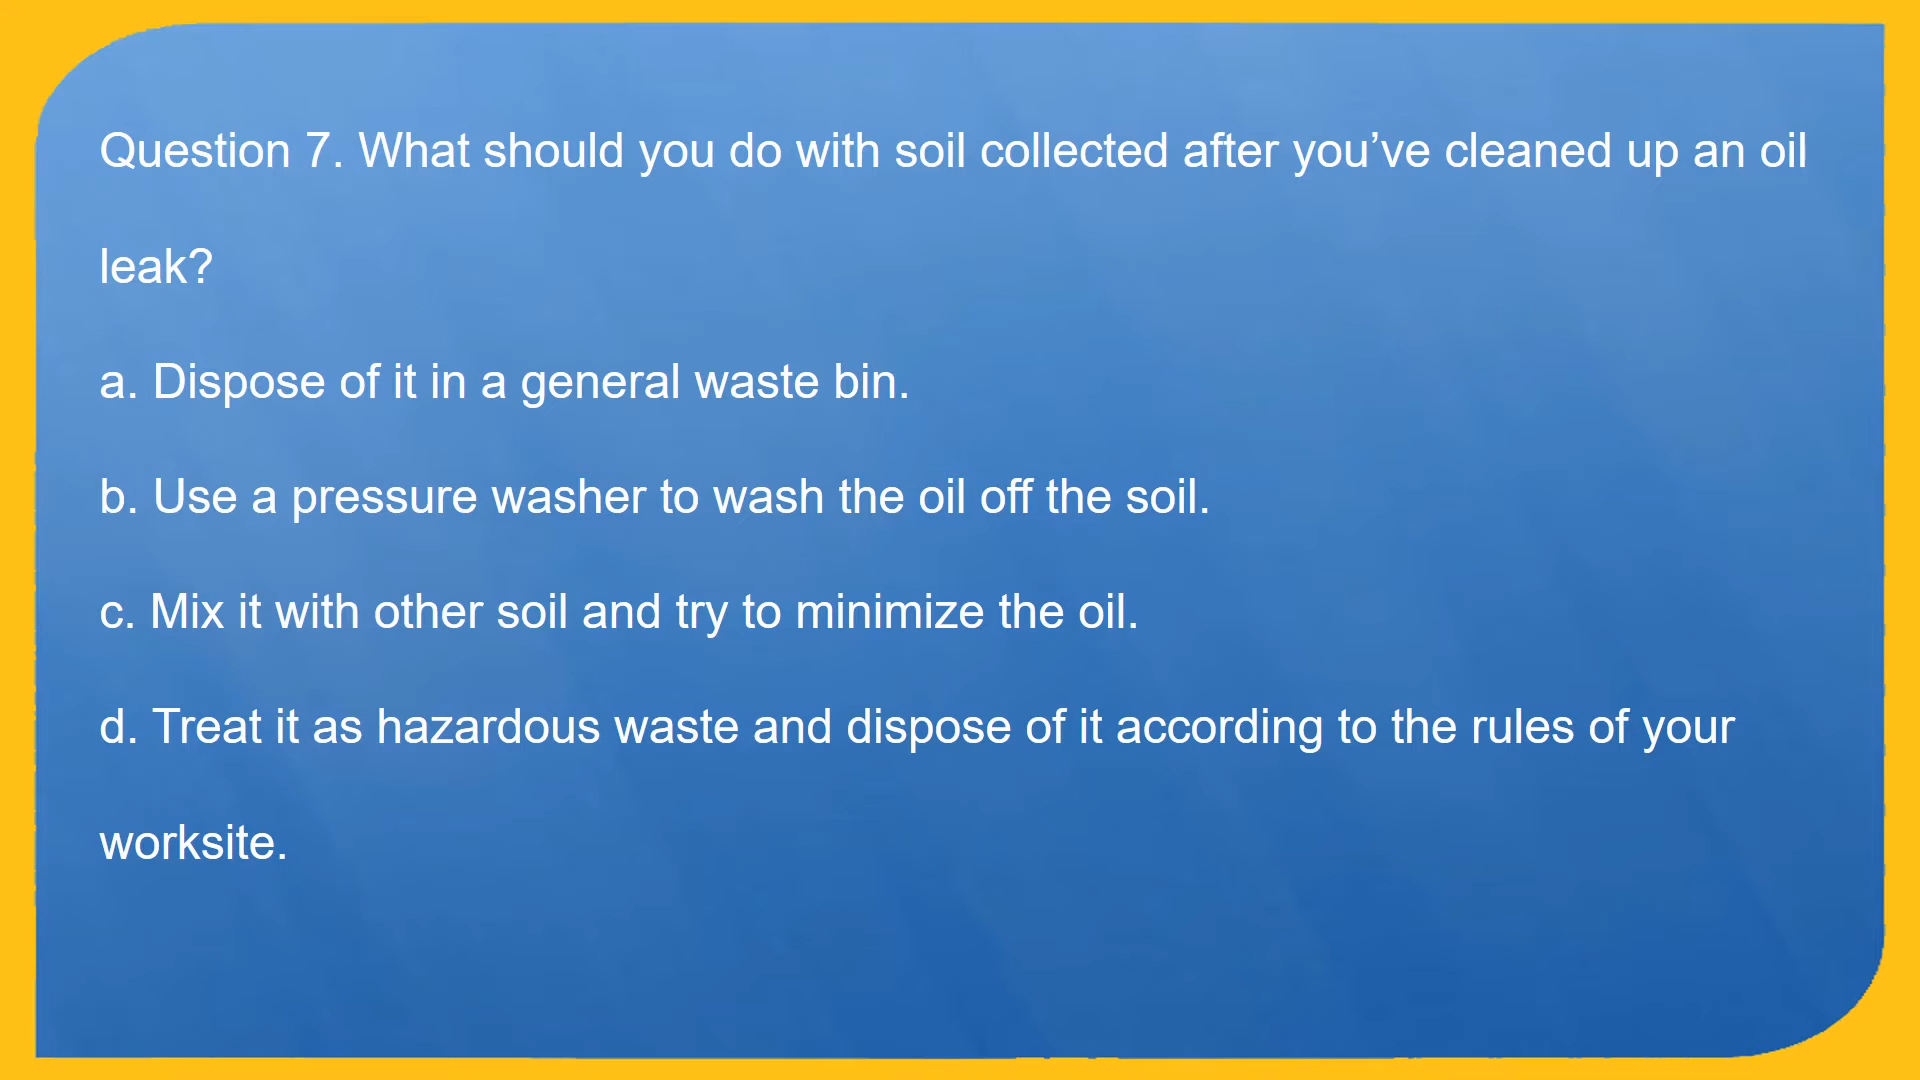 Question 7. What should you do with soil collected after you’ve cleaned up an oil
leak?
a. Dispose of it in a general waste bin.
b. Use a pressure washer to wash the oil off the soil.
c. Mix it with other soil and try to minimize the oil.
d. Treat it as hazardous waste and dispose of it according to the rules of your
worksite.